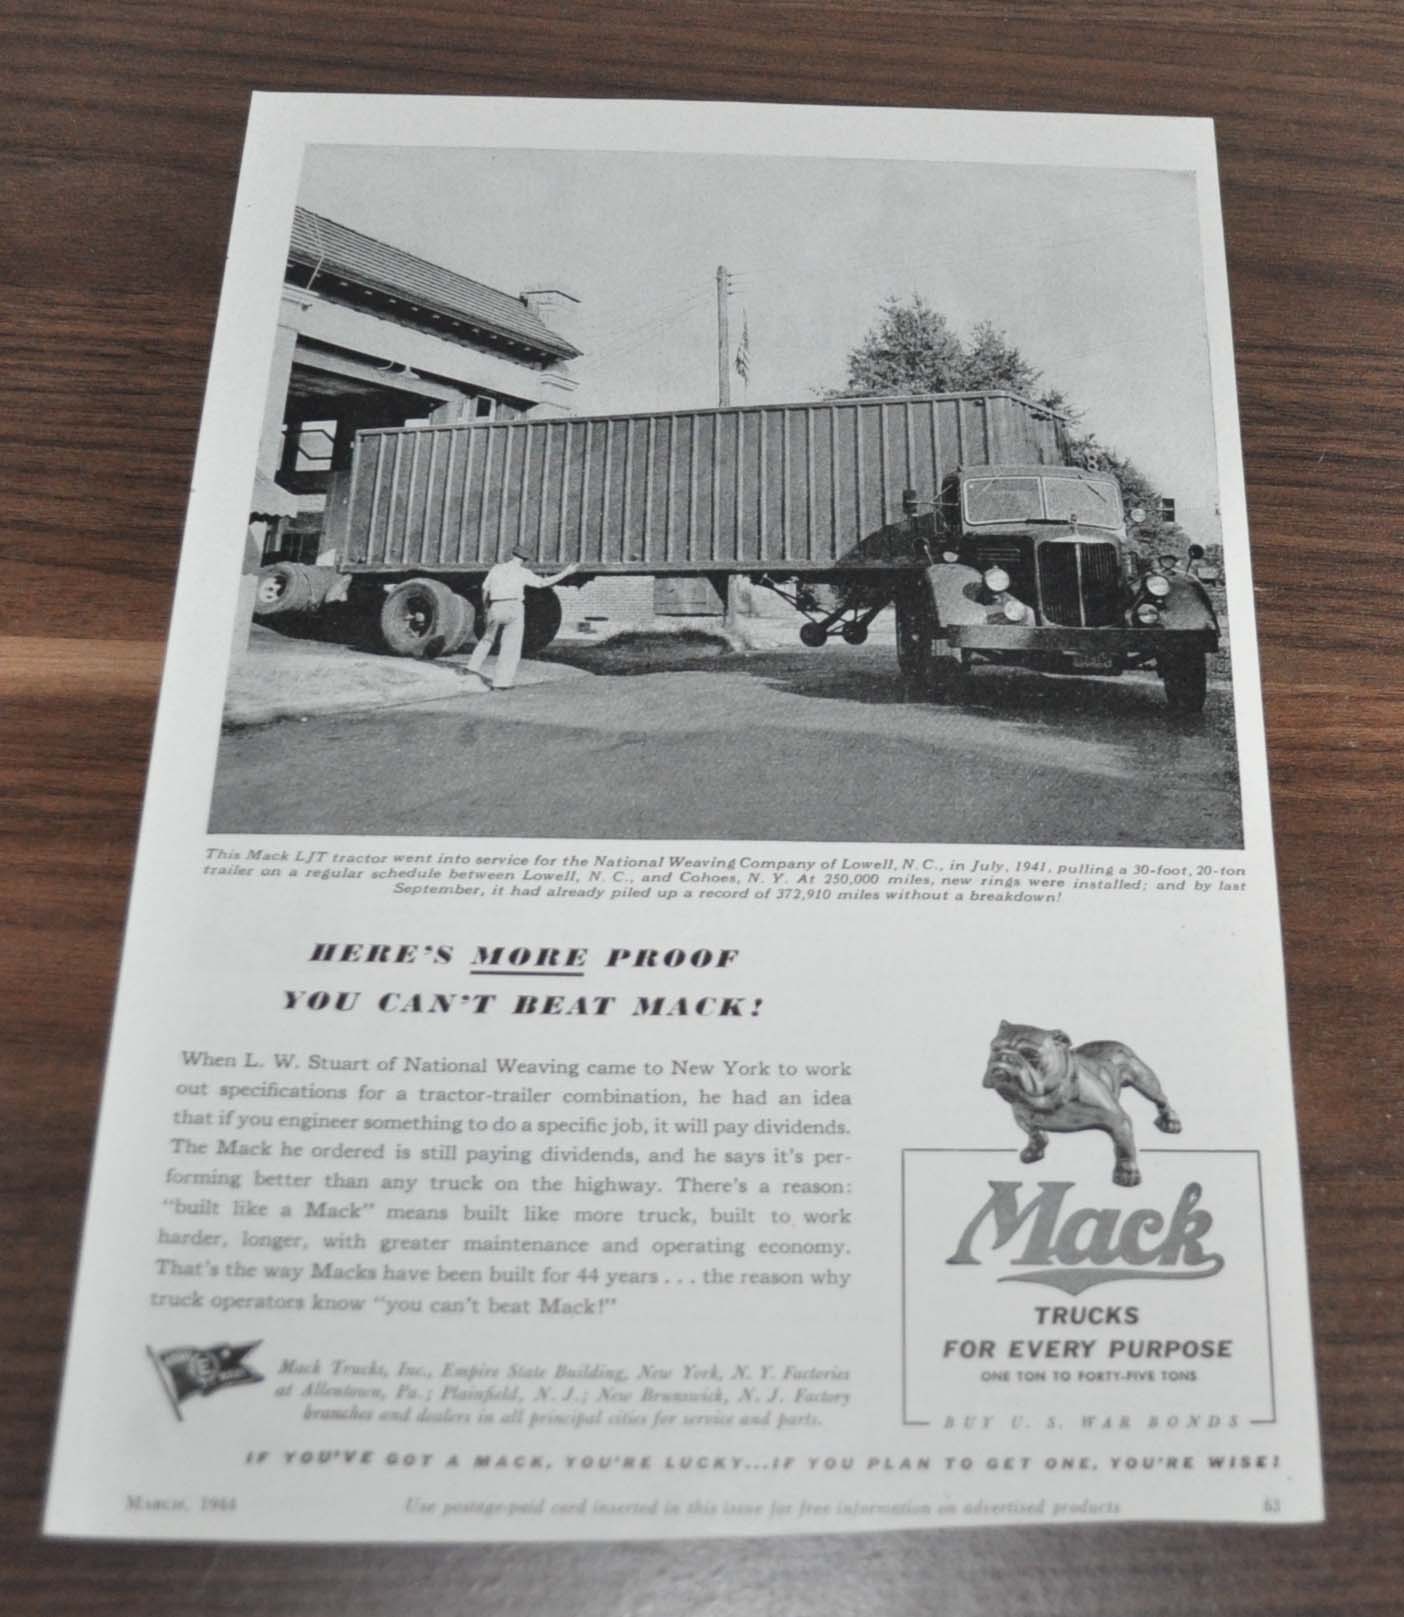 This Mack LJT tractor went into service for the National Weaving Company of Lowell, N. C., in July, 1941, pulling a 30-foot, 20-ton
trailer on a regular schedule between Lowell, N. C., and Cohoes, N. Y. At 250,000 miles, new rings were installed; and by last
September, it had already piled up a record of 372,910 miles without a breakdown!
HERE'S MORE PROOF
YOU CAN'T BEAT MACK!
When L. W. Stuart of National Weaving came to New York to work
out specifications for a tractor-trailer combination, he had an idea
that if you engineer something to do a specific job, it will pay dividends.
The Mack he ordered is still paying dividends, and he says it's per-
forming better than any truck on the highway. There's a reason:
"built like a Mack" means built like more truck, built to work
harder, longer, with greater maintenance and operating economy.
That's the way Macks have been built for 44 years . . . the reason why
truck operators know "you can't beat Mack!"
Mack Trucks, Inc., Empire State Building, New York, N. Y. Factories
at Allentown, Pa.; Plainfield, N. J.; New Brunswick, N. J. Factory
branches and dealers in all principal cities for service and parts.
Mack
TRUCKS
FOR EVERY PURPOSE
ONE TON TO FORTY-FIVE TONS
BUY U. S. WAR BONDS
IF YOU'VE GOT A MACK, YOU'RE LUCKY...IF YOU PLAN TO GET ONE, YOU'RE WISE!
March, 1944
Use postage-paid card inserted in this issue for free information on advertised products
63